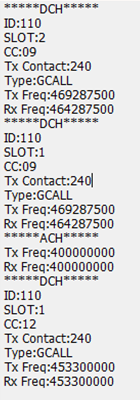 *****DCH*****
ID:110
SLOT:2
CC:09
Tx Contact:240
Type:GCALL
Tx Freq:469287500
Rx Freq:464287500
*****DCH*****
ID:110
SLOT:1
CC:09
Tx Contact:240
Type:GCALL
Tx Freq:469287500
Rx Freq:464287500
*****ACH*****
Tx Freq:400000000
Rx Freq:400000000
*****DCH*****
ID:110
SLOT:1
CC:12
Tx Contact:240
Type:GCALL
Tx Freq:453300000
Rx Freq:453300000